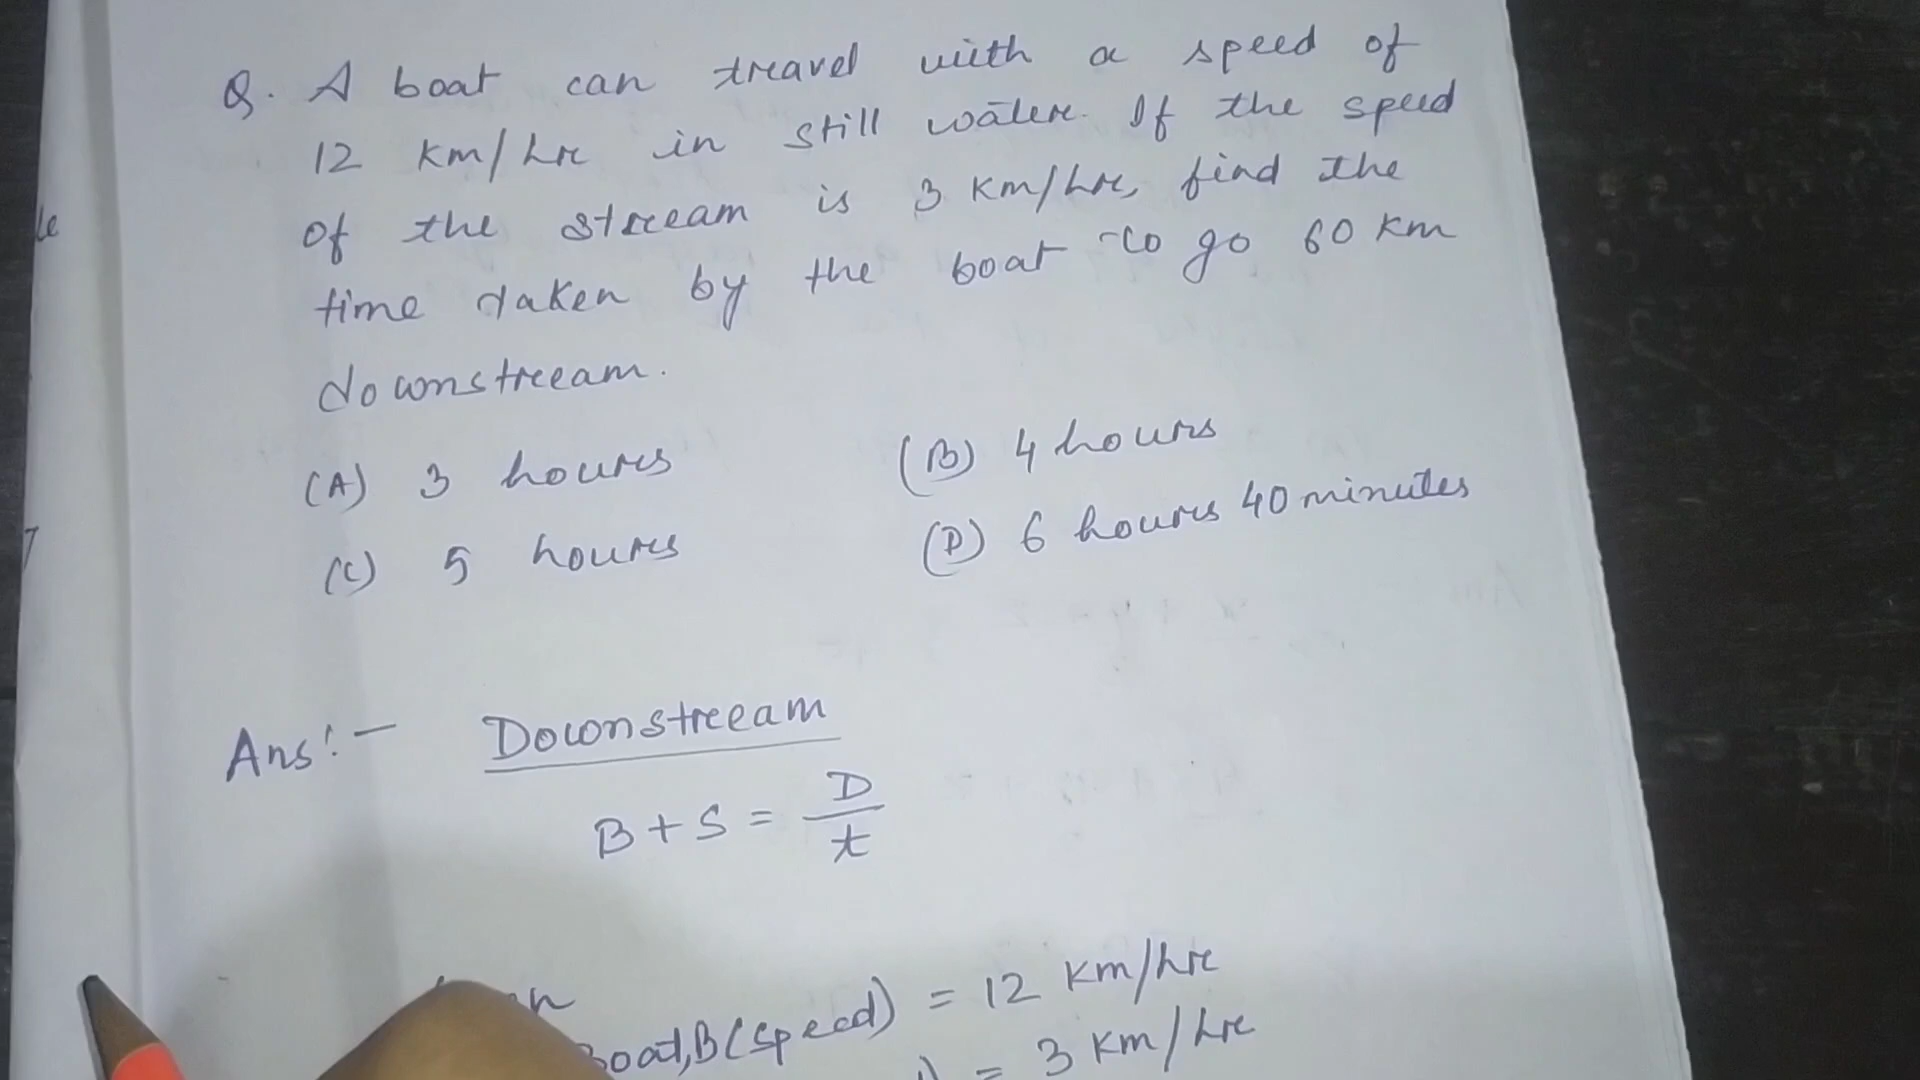 Q. A boat can travel with a speed of
12 km/hr in still water. If the speed
of the stream is 3 km/hr, find the
time taken by the boat to go 60 km
downstream.
(A) 3 hours (B) 4 hours
(C) 5 hours (D) 6 hours 40 minutes
Ans:- Downstream
B + S = D/t
Boat,B(speed) = 12 km/hr
= 3 km/hr